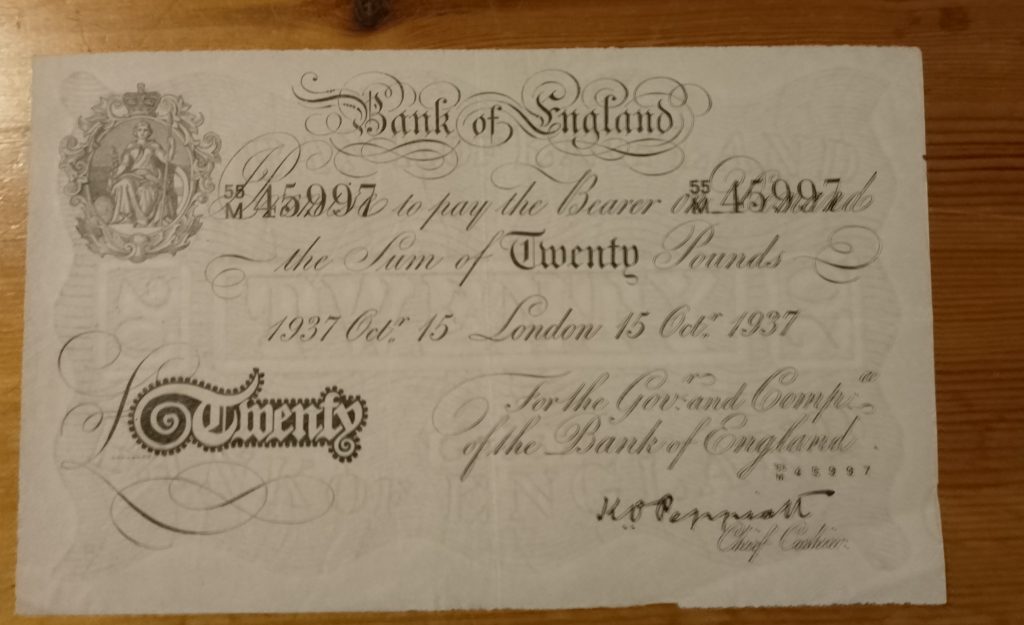 Bank of England
55/M 45997 to pay the Bearer on Demand 55/M 45997
the Sum of Twenty Pounds
1937 Octr. 15 London 15 Octr. 1937
Twenty
For the Govr. and Compa.
of the Bank of England.
55/M 45997
K.O. Peppiatt
Chief Cashier.